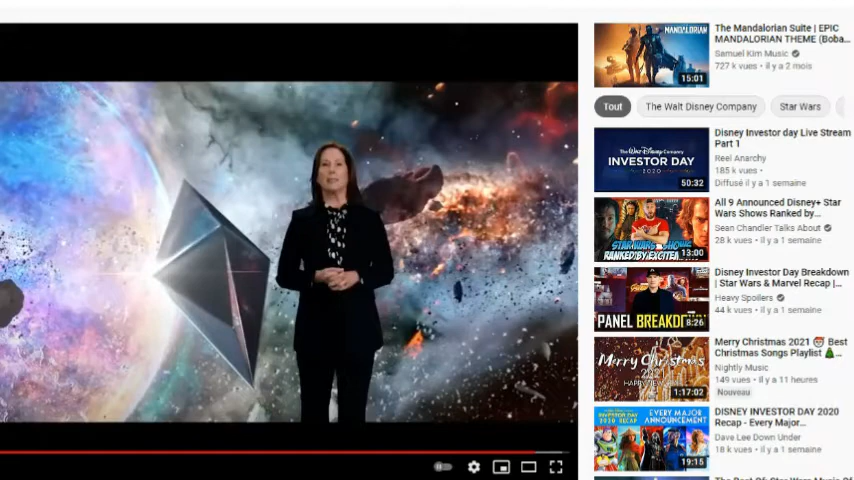 MANDALORIAN
15:01
The Mandalorian Suite | EPIC
MANDALORIAN THEME (Boba...
Samuel Kim Music
727 k vues • il y a 2 mois
Tout
The Walt Disney Company
Star Wars
The Walt Disney Company
INVESTOR DAY
2020
50:32
Disney Investor day Live Stream
Part 1
Reel Anarchy
185 k vues •
Diffusé il y a 1 semaine
STAR WARS SHOWS
RANKED BY EXCITEM
13:00
All 9 Announced Disney+ Star
Wars Shows Ranked by...
Sean Chandler Talks About
28 k vues • il y a 1 semaine
PANEL BREAKD
8:26
Disney Investor Day Breakdown
| Star Wars & Marvel Recap |...
Heavy Spoilers
44 k vues • il y a 1 semaine
Merry Christmas
2021
1:17:02
Merry Christmas 2021 🎅 Best
Christmas Songs Playlist 🎄...
Nightly Music
149 vues • il y a 11 heures
Nouveau
INVESTOR DAY
2020 RECAP
EVERY MAJOR
ANNOUNCEMENT
19:15
DISNEY INVESTOR DAY 2020
Recap - Every Major...
Dave Lee Down Under
18 k vues • il y a 1 semaine